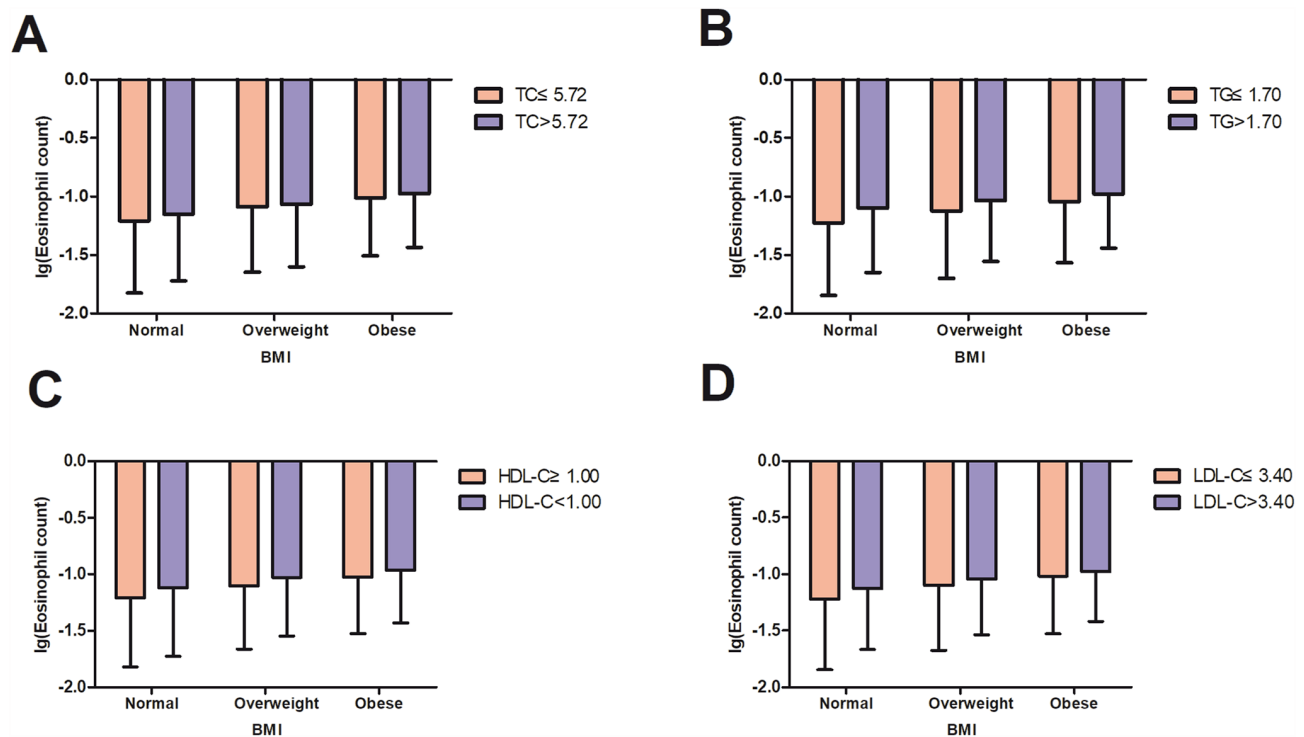 A
lg(Eosinophil count)
0.0
-0.5
-1.0
-1.5
-2.0
Normal Overweight Obese
BMI
TC≤ 5.72
TC>5.72
B
lg(Eosinophil count)
0.0
-0.5
-1.0
-1.5
-2.0
Normal Overweight Obese
BMI
TG≤ 1.70
TG>1.70
C
lg(Eosinophil count)
0.0
-0.5
-1.0
-1.5
-2.0
Normal Overweight Obese
BMI
HDL-C≥ 1.00
HDL-C<1.00
D
lg(Eosinophil count)
0.0
-0.5
-1.0
-1.5
-2.0
Normal Overweight Obese
BMI
LDL-C≤ 3.40
LDL-C>3.40